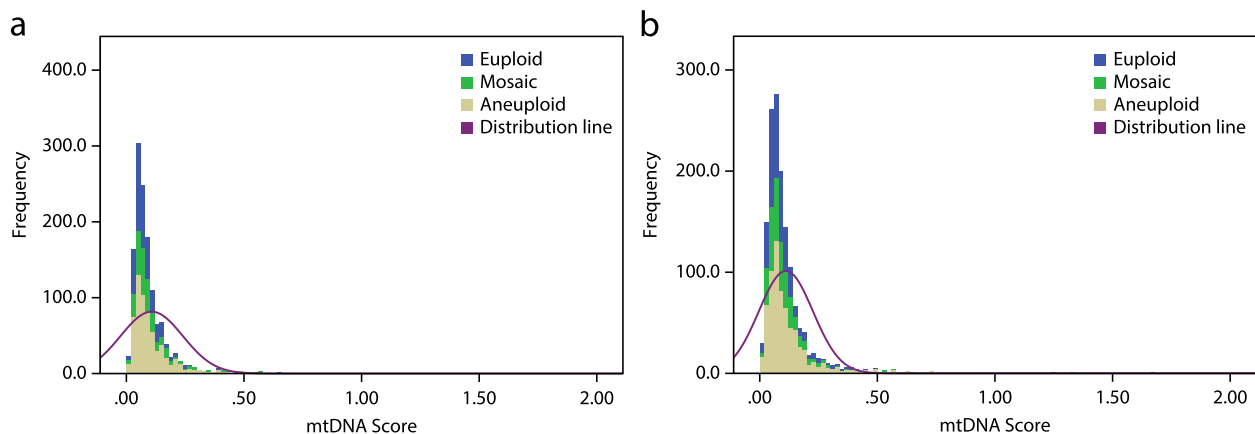 a
Frequency
400.0
300.0
200.0
100.0
0.0
.00 .50 1.00 1.50 2.00
mtDNA Score
Euploid
Mosaic
Aneuploid
Distribution line
b
Frequency
300.0
200.0
100.0
0.0
.00 .50 1.00 1.50 2.00
mtDNA Score
Euploid
Mosaic
Aneuploid
Distribution line